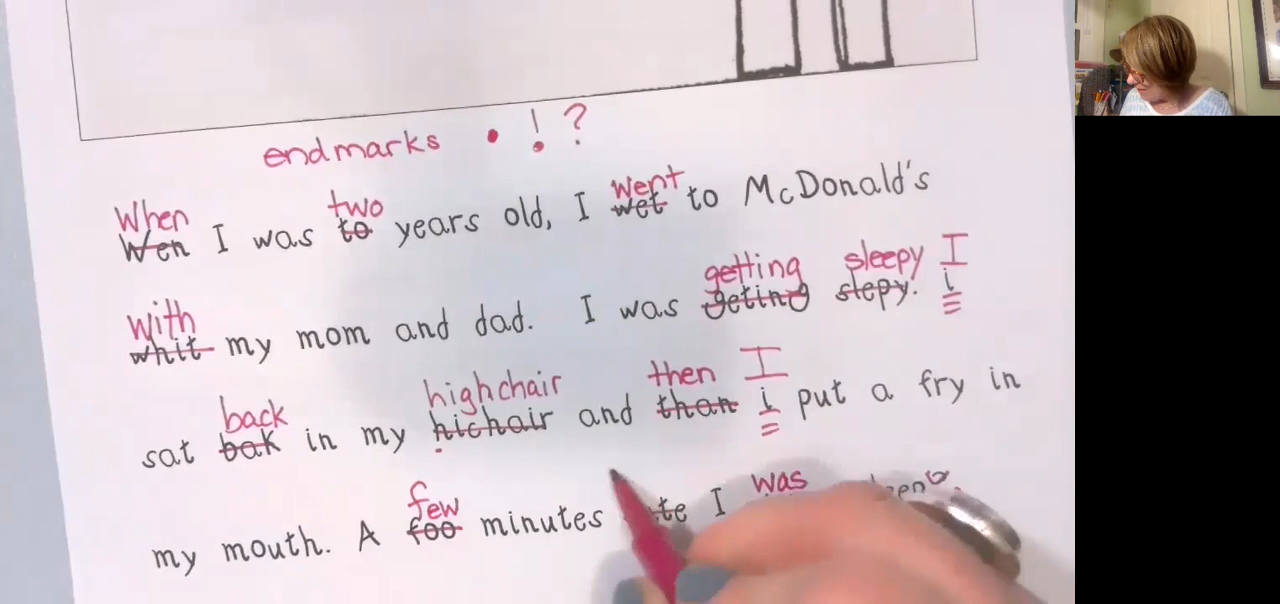 endmarks . ! ?
When two went
Wen I was to years old, I wet to McDonald's
with getting sleepy I
whit my mom and dad. I was geting slepy. i
back highchair then I
sat bak in my hichair and than i put a fry in
few was
my mouth. A foo minutes I